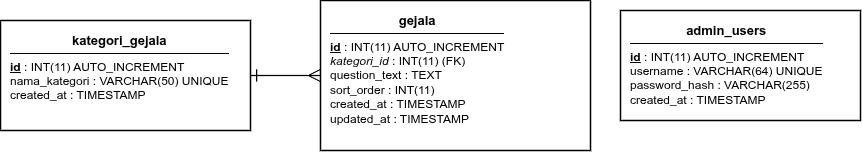 kategori_gejala
id : INT(11) AUTO_INCREMENT
nama_kategori : VARCHAR(50) UNIQUE
created_at : TIMESTAMP
gejala
id : INT(11) AUTO_INCREMENT
kategori_id : INT(11) (FK)
question_text : TEXT
sort_order : INT(11)
created_at : TIMESTAMP
updated_at : TIMESTAMP
admin_users
id : INT(11) AUTO_INCREMENT
username : VARCHAR(64) UNIQUE
password_hash : VARCHAR(255)
created_at : TIMESTAMP